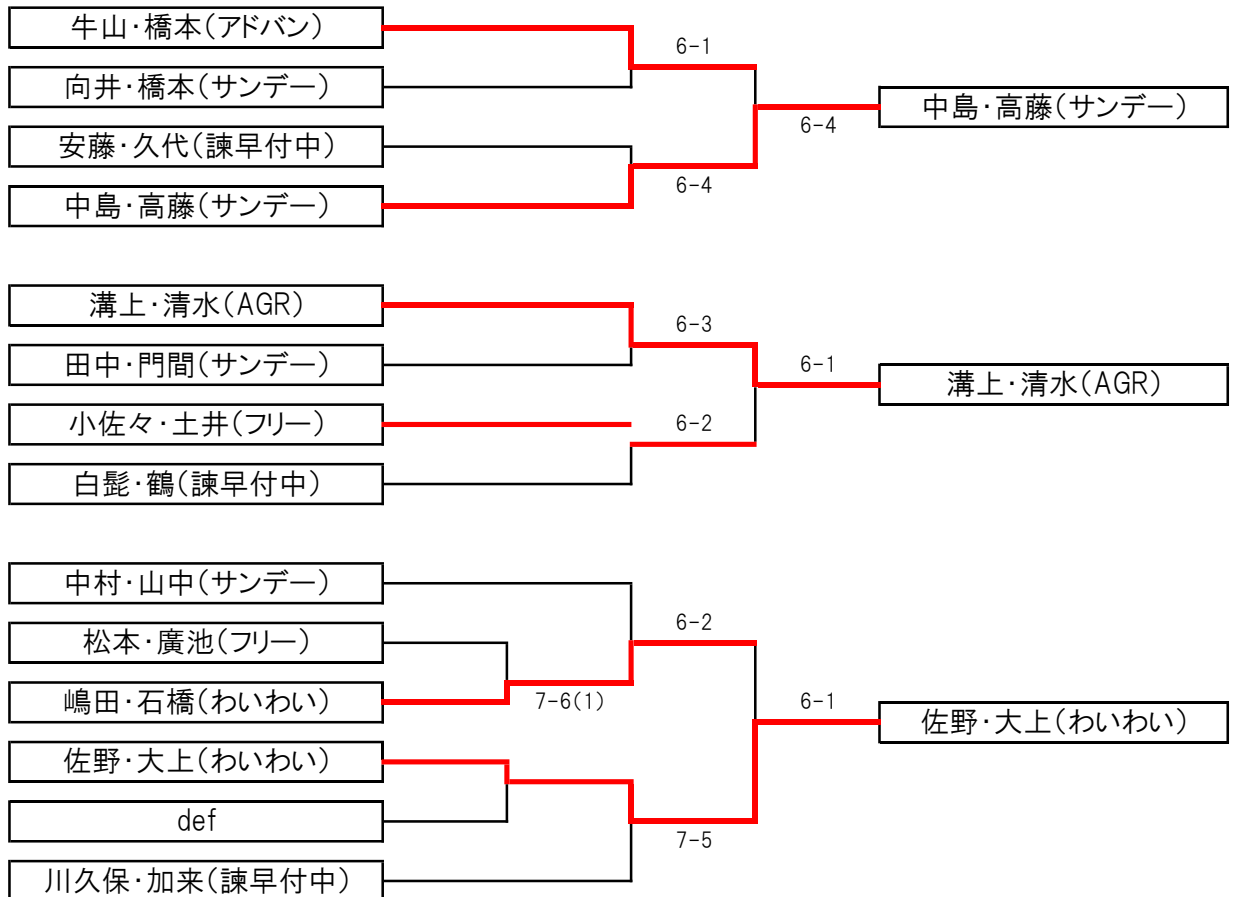 牛山・橋本(アドバン)
6-1
向井・橋本(サンデー)
中島・高藤(サンデー)
6-4
安藤・久代(諫早付中)
6-4
中島・高藤(サンデー)
溝上・清水(AGR)
6-3
田中・門間(サンデー)
6-1
溝上・清水(AGR)
小佐々・土井(フリー)
6-2
白髭・鶴(諫早付中)
中村・山中(サンデー)
6-2
松本・廣池(フリー)
嶋田・石橋(わいわい)
7-6(1)
6-1
佐野・大上(わいわい)
佐野・大上(わいわい)
def
7-5
川久保・加来(諫早付中)